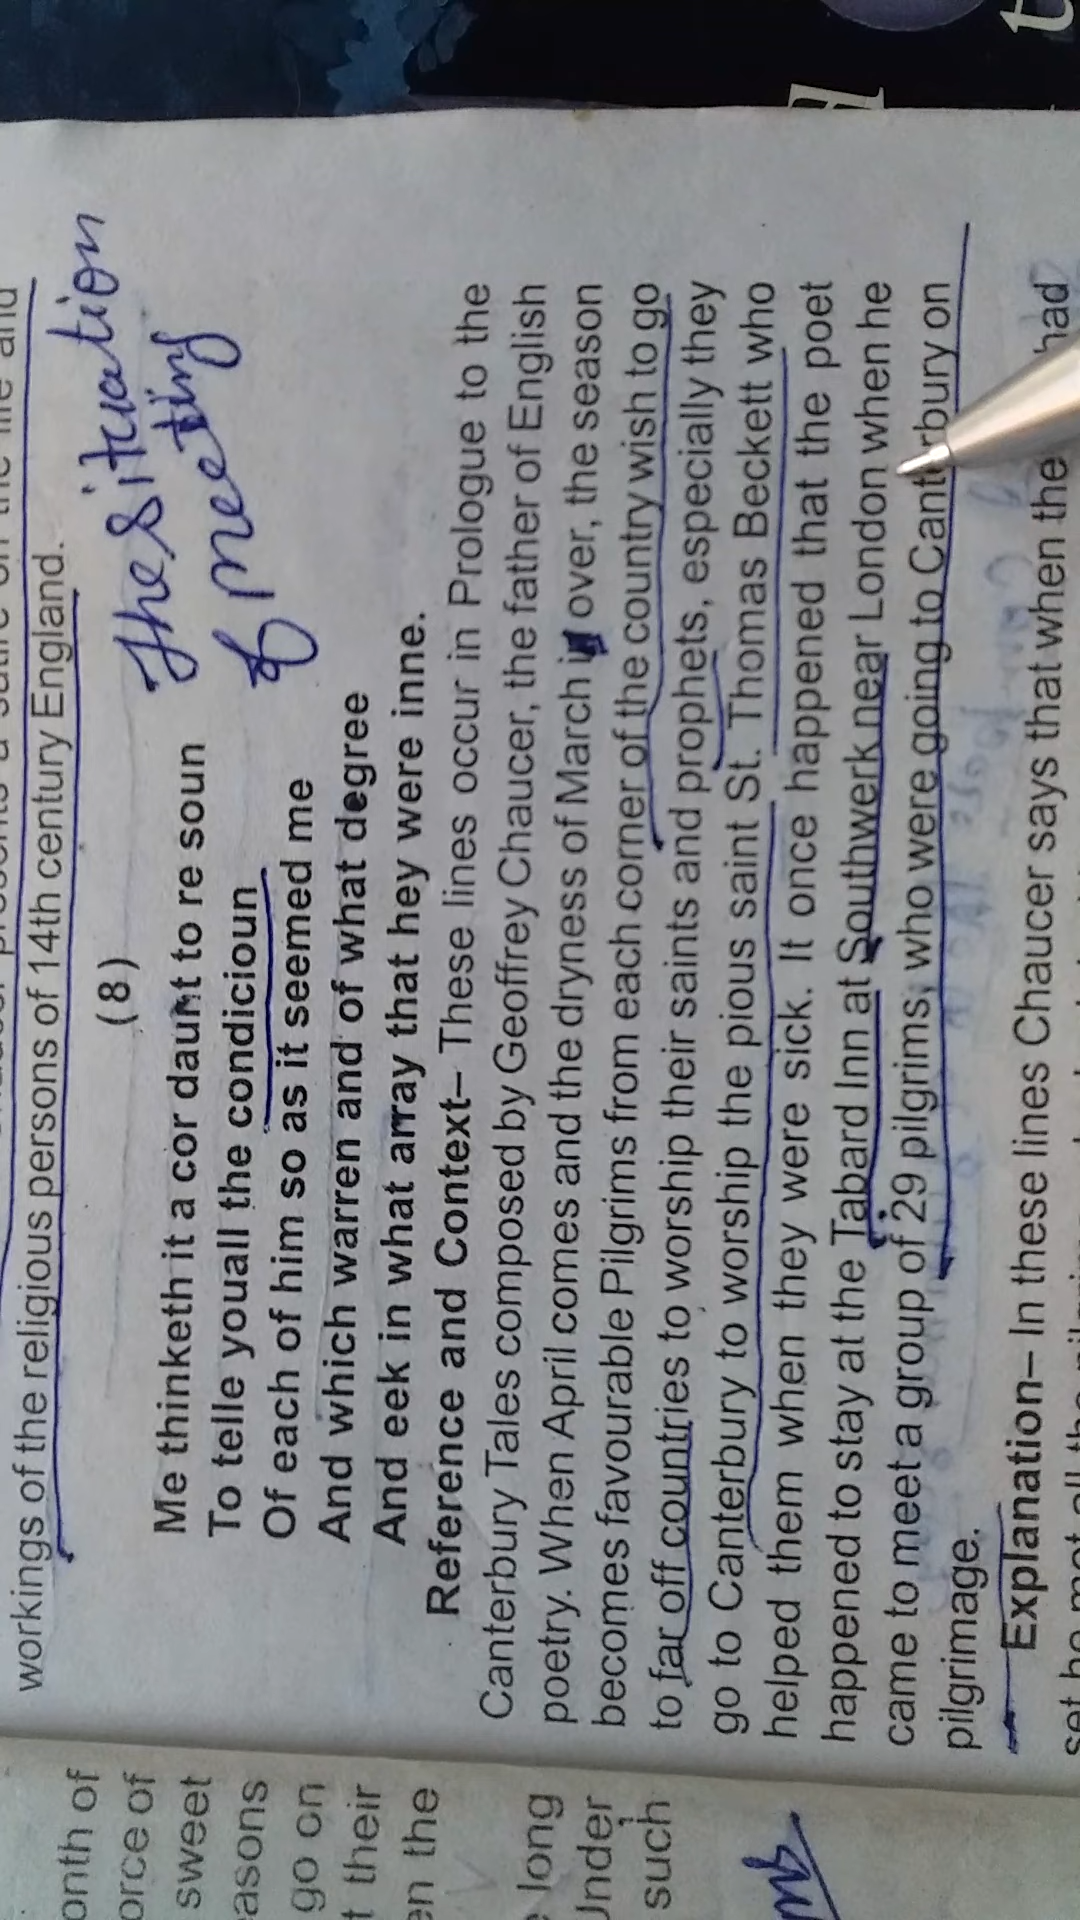 workings of the religious persons of 14th century England.
The Situation
of meeting
(8)
Me thinketh it a cor daunt to re soun
To telle youall the condicioun
Of each of him so as it seemed me
And which warren and of what degree
And eek in what array that hey were inne.
Reference and Context– These lines occur in Prologue to the
Canterbury Tales composed by Geoffrey Chaucer, the father of English
poetry. When April comes and the dryness of March is over, the season
becomes favourable Pilgrims from each corner of the country wish to go
to far off countries to worship their saints and prophets, especially they
go to Canterbury to worship the pious saint St. Thomas Beckett who
helped them when they were sick. It once happened that the poet
happened to stay at the Tabard Inn at Southwerk near London when he
came to meet a group of 29 pilgrims, who were going to Canterbury on
pilgrimage.
Explanation– In these lines Chaucer says that when the had
onth of
orce of
sweet
easons
go on
t their
en the
long
Under
such